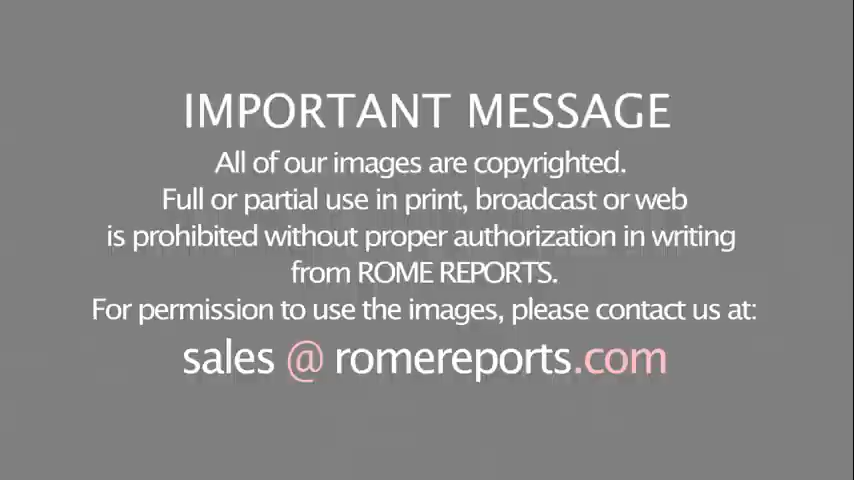 IMPORTANT MESSAGE
All of our images are copyrighted.
Full or partial use in print, broadcast or web
is prohibited without proper authorization in writing
from ROME REPORTS.
For permission to use the images, please contact us at:
sales @ romereports.com